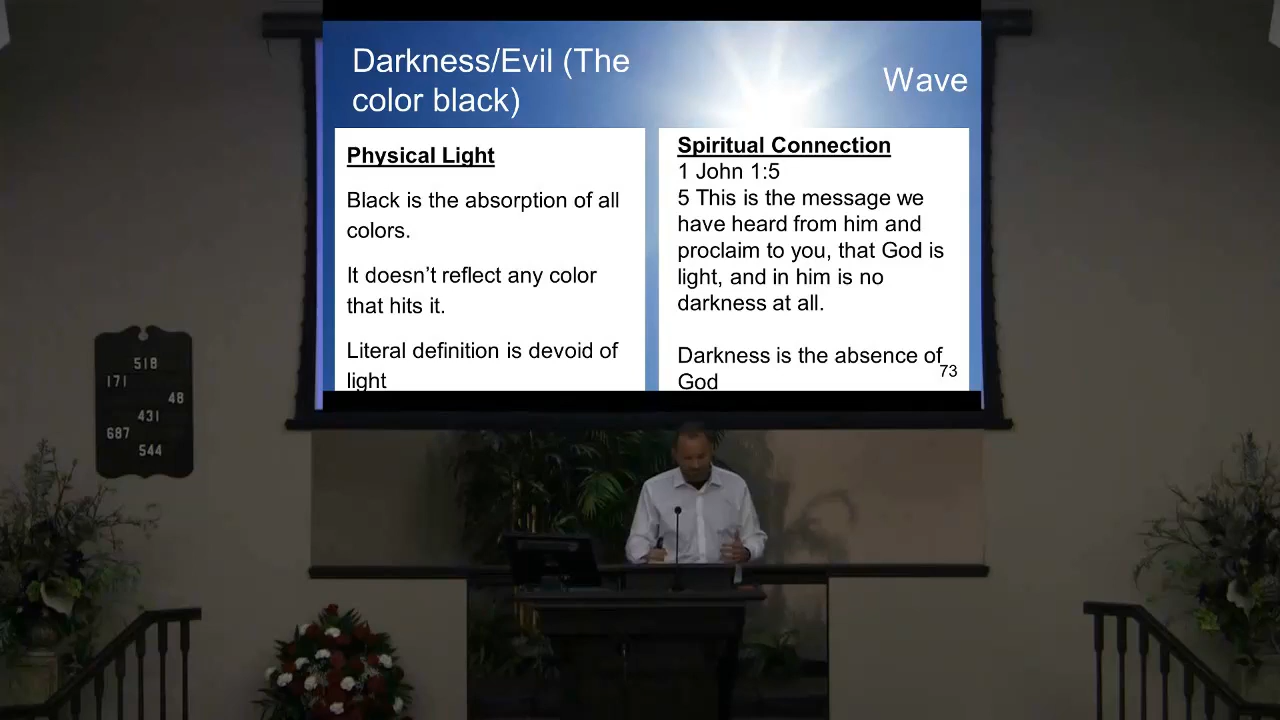 Darkness/Evil (The
color black)
Wave
Physical Light
Black is the absorption of all
colors.
It doesn’t reflect any color
that hits it.
Literal definition is devoid of
light
Spiritual Connection
1 John 1:5
5 This is the message we
have heard from him and
proclaim to you, that God is
light, and in him is no
darkness at all.
Darkness is the absence of
God
73
518
171
48
431
687
544